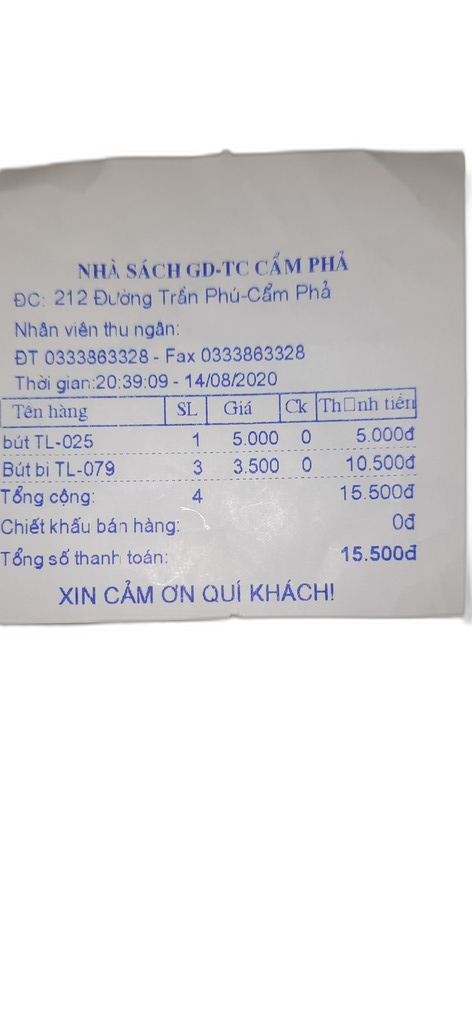 NHÀ SÁCH GD-TC CẨM PHẢ
ĐC: 212 Đường Trần Phú-Cẩm Phả
Nhân viên thu ngân:
ĐT 0333863328 - Fax 0333863328
Thời gian:20:39:09 - 14/08/2020
Tên hàng SL Giá Ck Th□nh tiền
bút TL-025 1 5.000 0 5.000đ
Bút bi TL-079 3 3.500 0 10.500đ
Tổng cộng: 4 15.500đ
Chiết khấu bán hàng: 0đ
Tổng số thanh toán: 15.500đ
XIN CẢM ƠN QUÍ KHÁCH!